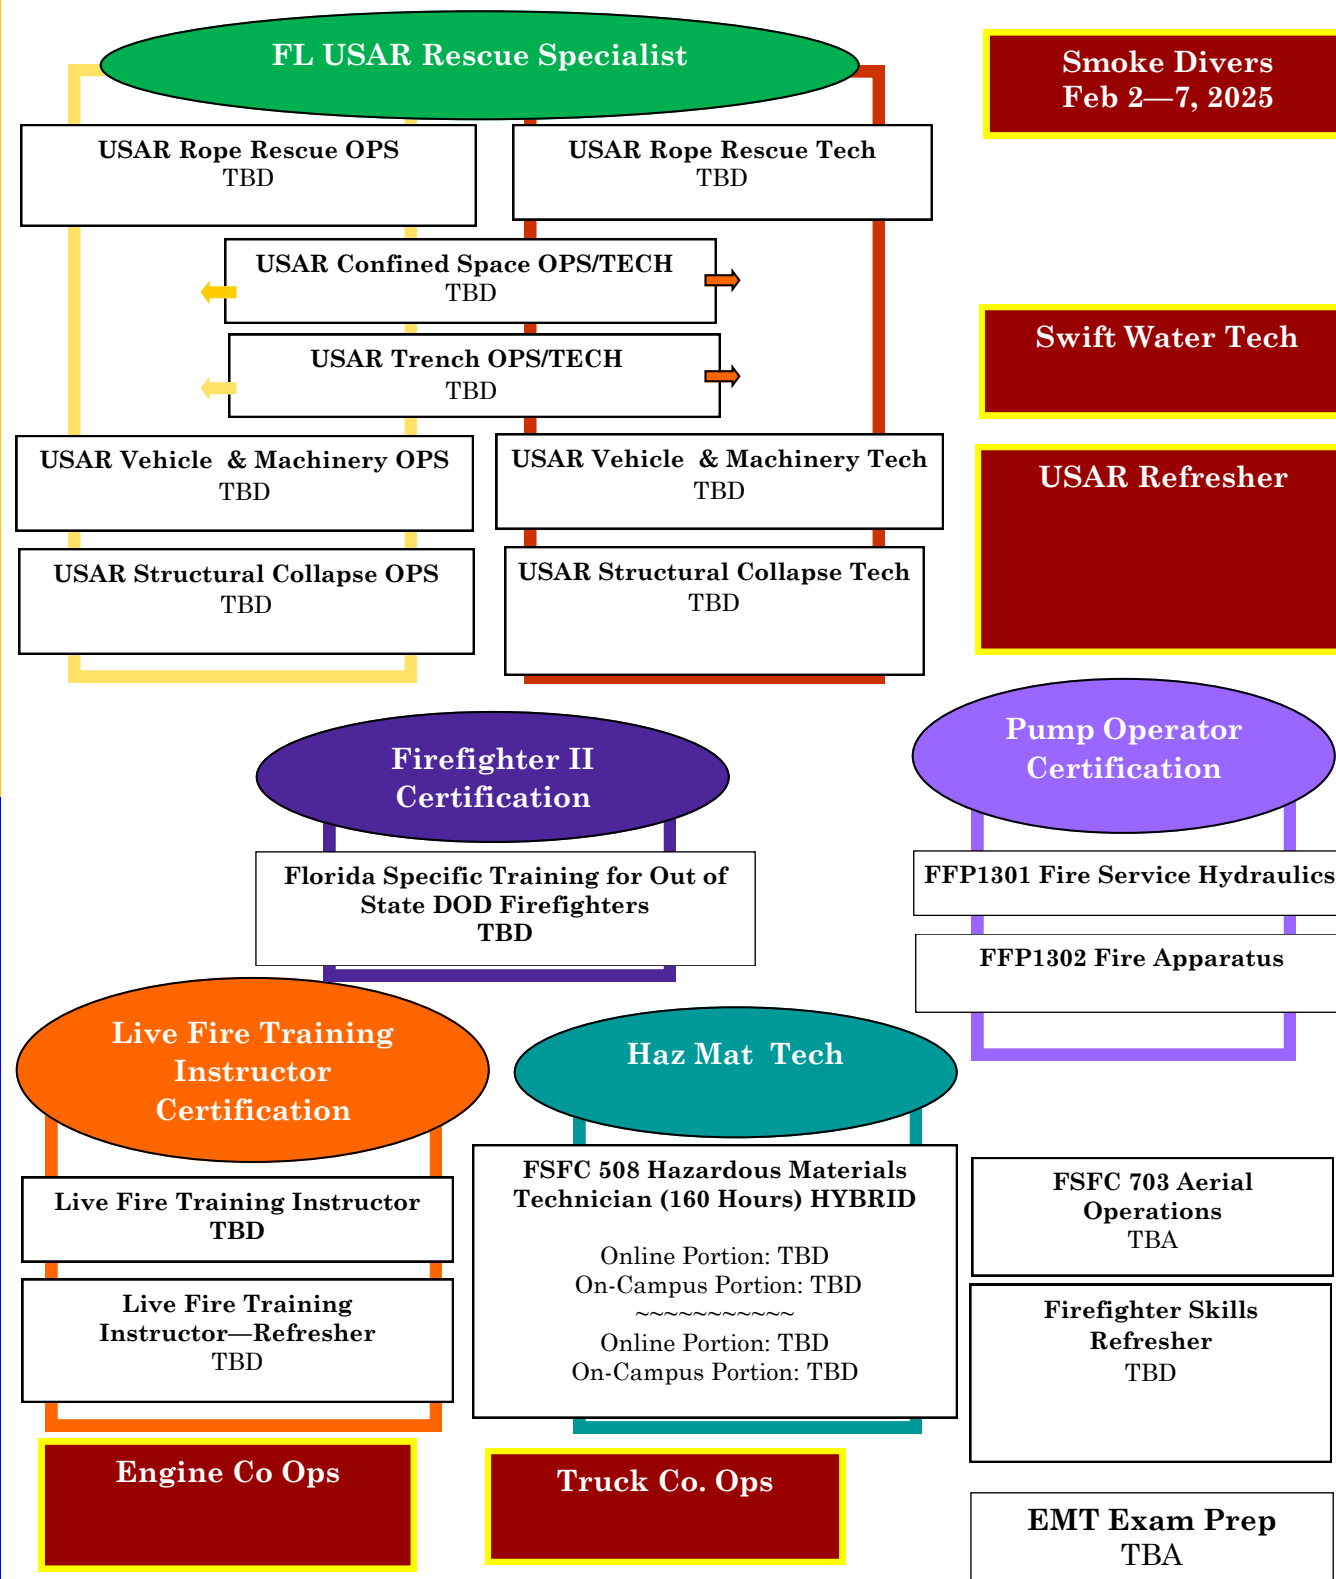 FL USAR Rescue Specialist
Smoke Divers
Feb 2—7, 2025
USAR Rope Rescue OPS
TBD
USAR Rope Rescue Tech
TBD
USAR Confined Space OPS/TECH
TBD
USAR Trench OPS/TECH
TBD
Swift Water Tech
USAR Vehicle & Machinery OPS
TBD
USAR Vehicle & Machinery Tech
TBD
USAR Refresher
USAR Structural Collapse OPS
TBD
USAR Structural Collapse Tech
TBD
Firefighter II
Certification
Florida Specific Training for Out of
State DOD Firefighters
TBD
Pump Operator
Certification
FFP1301 Fire Service Hydraulics
FFP1302 Fire Apparatus
Live Fire Training
Instructor
Certification
Live Fire Training Instructor
TBD
Live Fire Training
Instructor—Refresher
TBD
Haz Mat Tech
FSFC 508 Hazardous Materials
Technician (160 Hours) HYBRID
Online Portion: TBD
On-Campus Portion: TBD
~~~~~~~~~~~
Online Portion: TBD
On-Campus Portion: TBD
FSFC 703 Aerial
Operations
TBA
Firefighter Skills
Refresher
TBD
Engine Co Ops
Truck Co. Ops
EMT Exam Prep
TBA